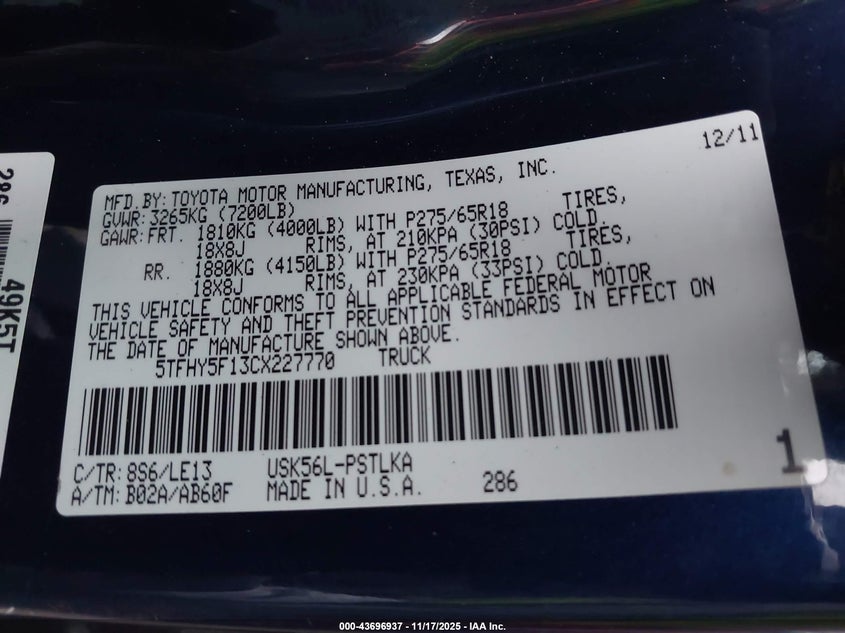 12/11
MFD.BY: TOYOTA MOTOR MANUFACTURING, TEXAS, INC.
GVWR: 3265KG (7200LB)
GAWR: FRT. 1810KG (4000LB) WITH P275/65R18 TIRES,
18X8J RIMS, AT 210KPA (30PSI) COLD.
RR. 1880KG (4150LB) WITH P275/65R18 TIRES,
18X8J RIMS, AT 230KPA (33PSI) COLD.
THIS VEHICLE CONFORMS TO ALL APPLICABLE FEDERAL MOTOR
VEHICLE SAFETY AND THEFT PREVENTION STANDARDS IN EFFECT ON
THE DATE OF MANUFACTURE SHOWN ABOVE.
5TFHY5F13CX227770 TRUCK
C/TR: 8S6/LE13 USK56L-PSTLKA
A/TM: B02A/AB60F MADE IN U.S.A. 286
1
286
49K5T
000-43696937 - 11/17/2025 - IAA Inc.